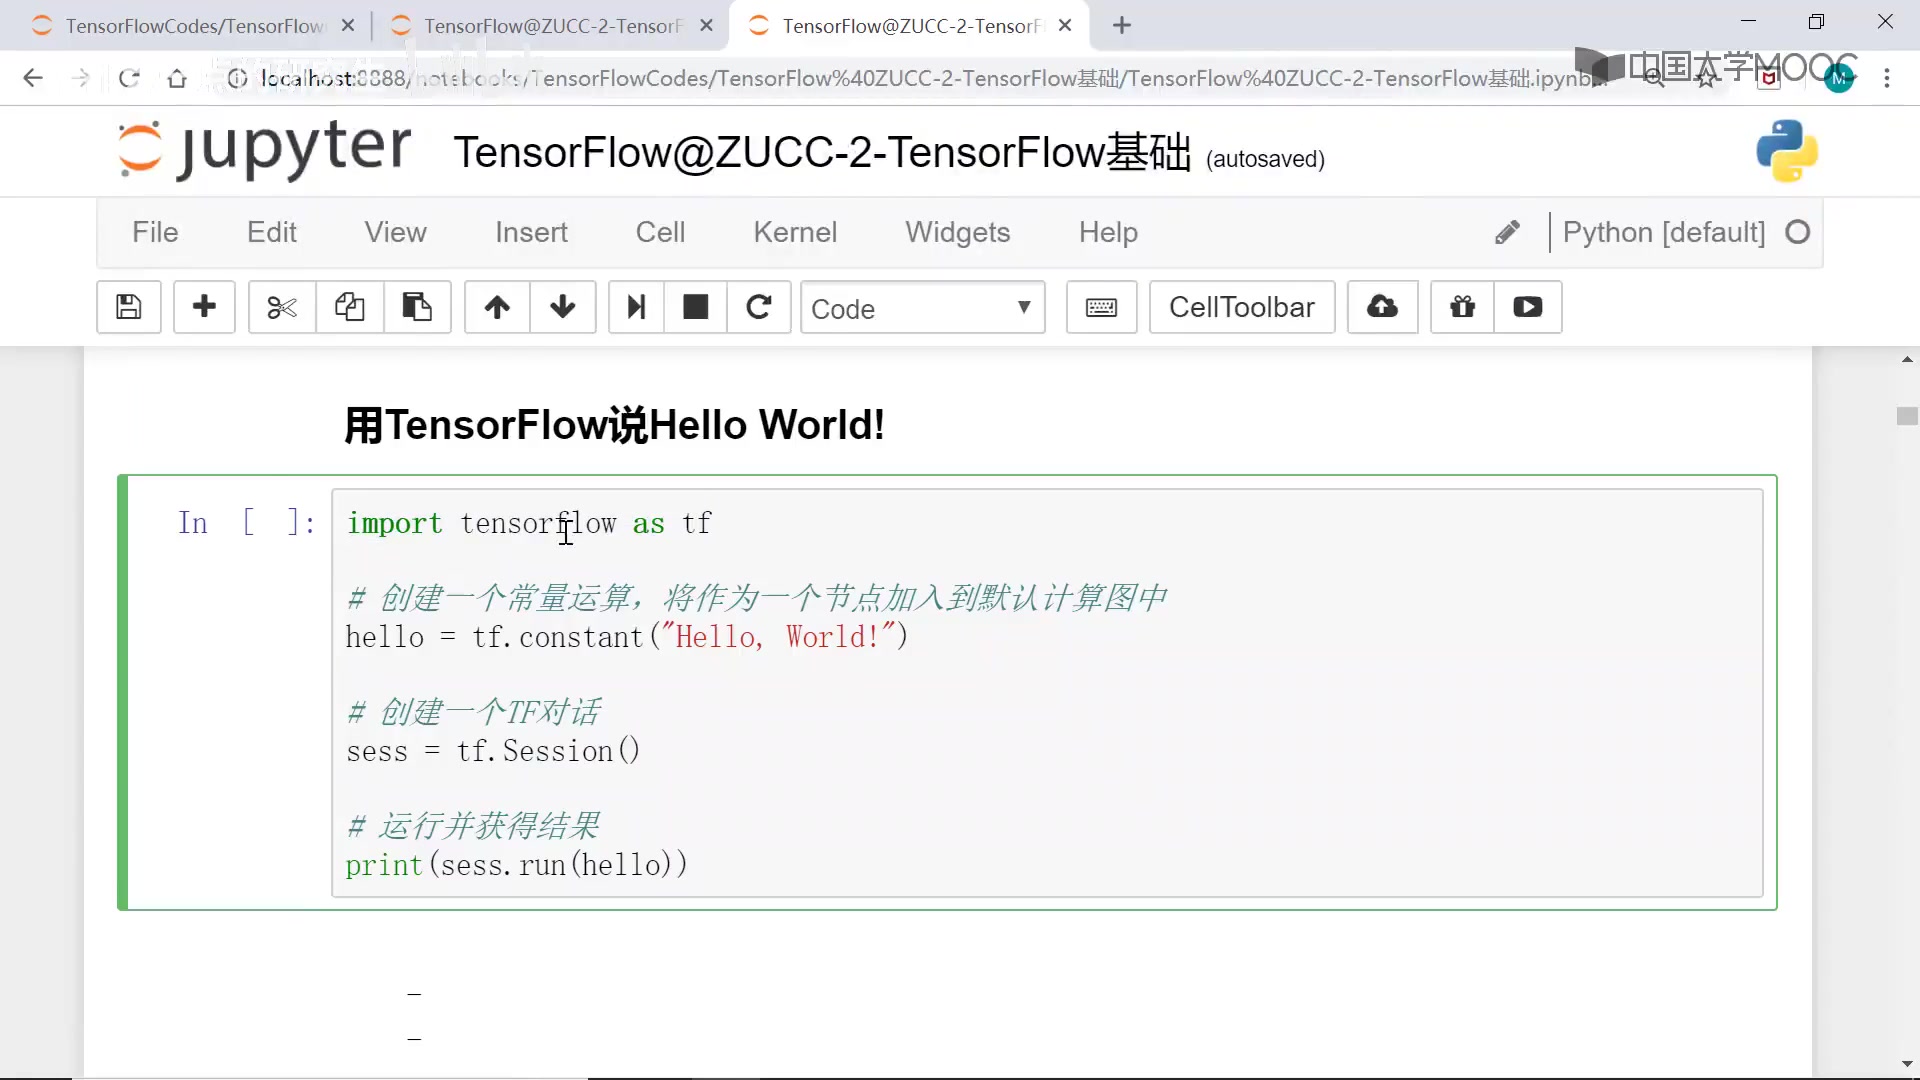 TensorFlowCodes/TensorFlow
TensorFlow@ZUCC-2-TensorF
TensorFlow@ZUCC-2-TensorF
localhost:8888/notebooks/TensorFlowCodes/TensorFlow%40ZUCC-2-TensorFlow基础/TensorFlow%40ZUCC-2-TensorFlow基础.ipynb...
中国大学MOOC
M
jupyter TensorFlow@ZUCC-2-TensorFlow基础 (autosaved)
File Edit View Insert Cell Kernel Widgets Help Python [default]
Code CellToolbar
用TensorFlow说Hello World!
In [ ]: import tensorflow as tf
# 创建一个常量运算，将作为一个节点加入到默认计算图中
hello = tf.constant("Hello, World!")
# 创建一个TF对话
sess = tf.Session()
# 运行并获得结果
print(sess.run(hello))